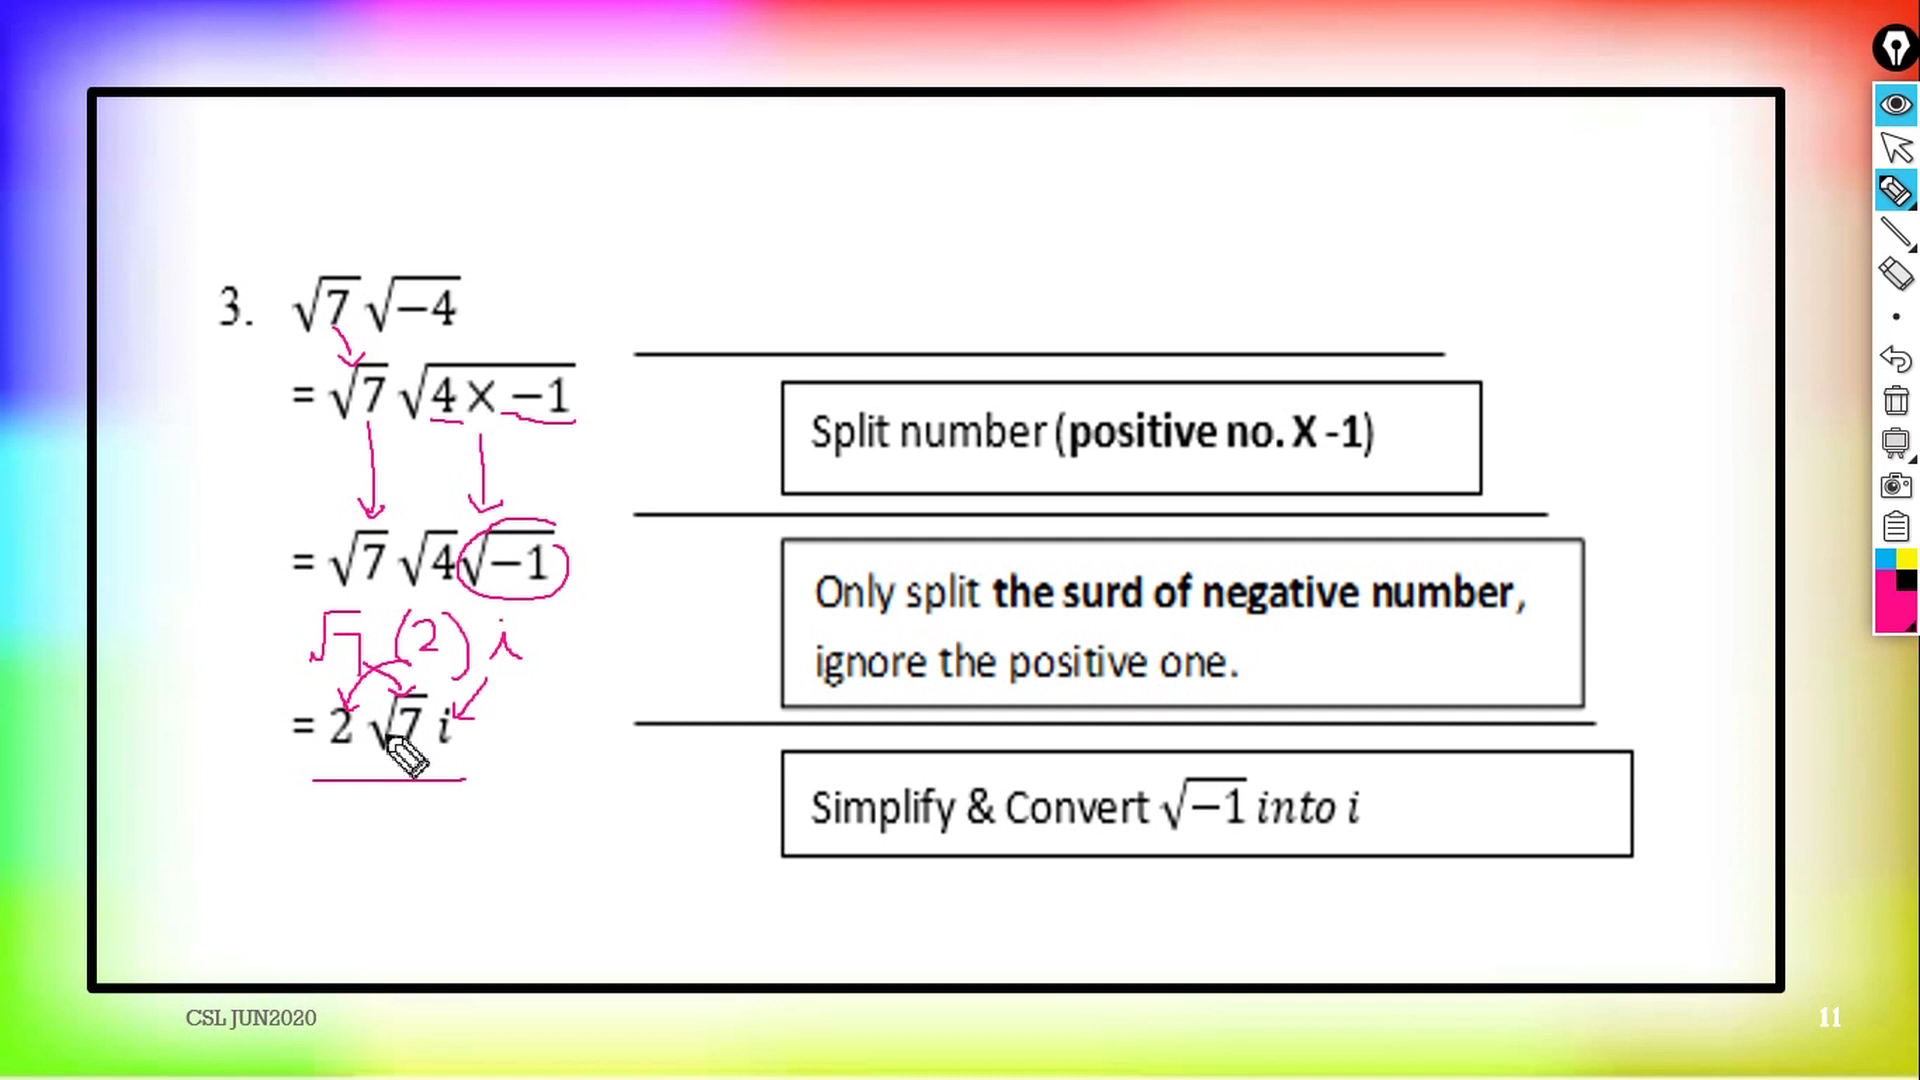 3. √7 √−4
= √7 √4 × −1
Split number (positive no. X -1)
= √7 √4 √−1
Only split the surd of negative number,
ignore the positive one.
√7 (2) i
= 2 √7 i
Simplify & Convert √−1 into i
CSL JUN2020
11